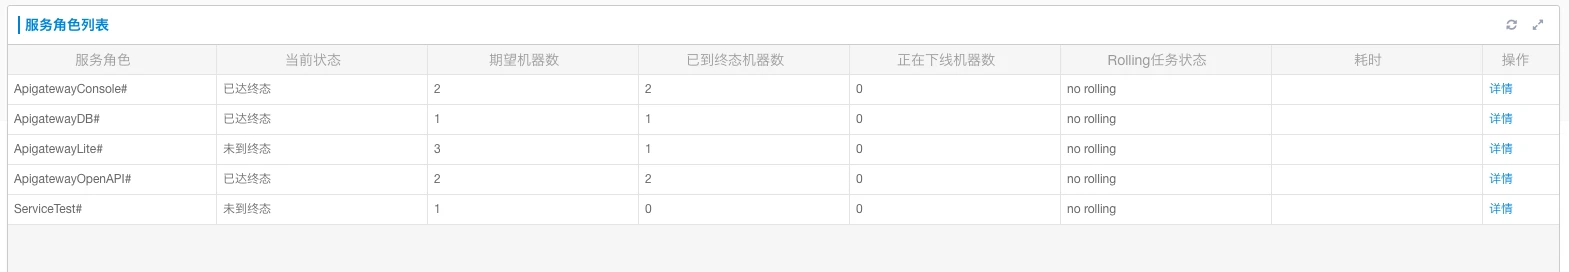 服务角色列表
服务角色 当前状态 期望机器数 已到终态机器数 正在下线机器数 Rolling任务状态 耗时 操作
ApigatewayConsole# 已达终态 2 2 0 no rolling 详情
ApigatewayDB# 已达终态 1 1 0 no rolling 详情
ApigatewayLite# 未到终态 3 1 0 no rolling 详情
ApigatewayOpenAPI# 已达终态 2 2 0 no rolling 详情
ServiceTest# 未到终态 1 0 0 no rolling 详情